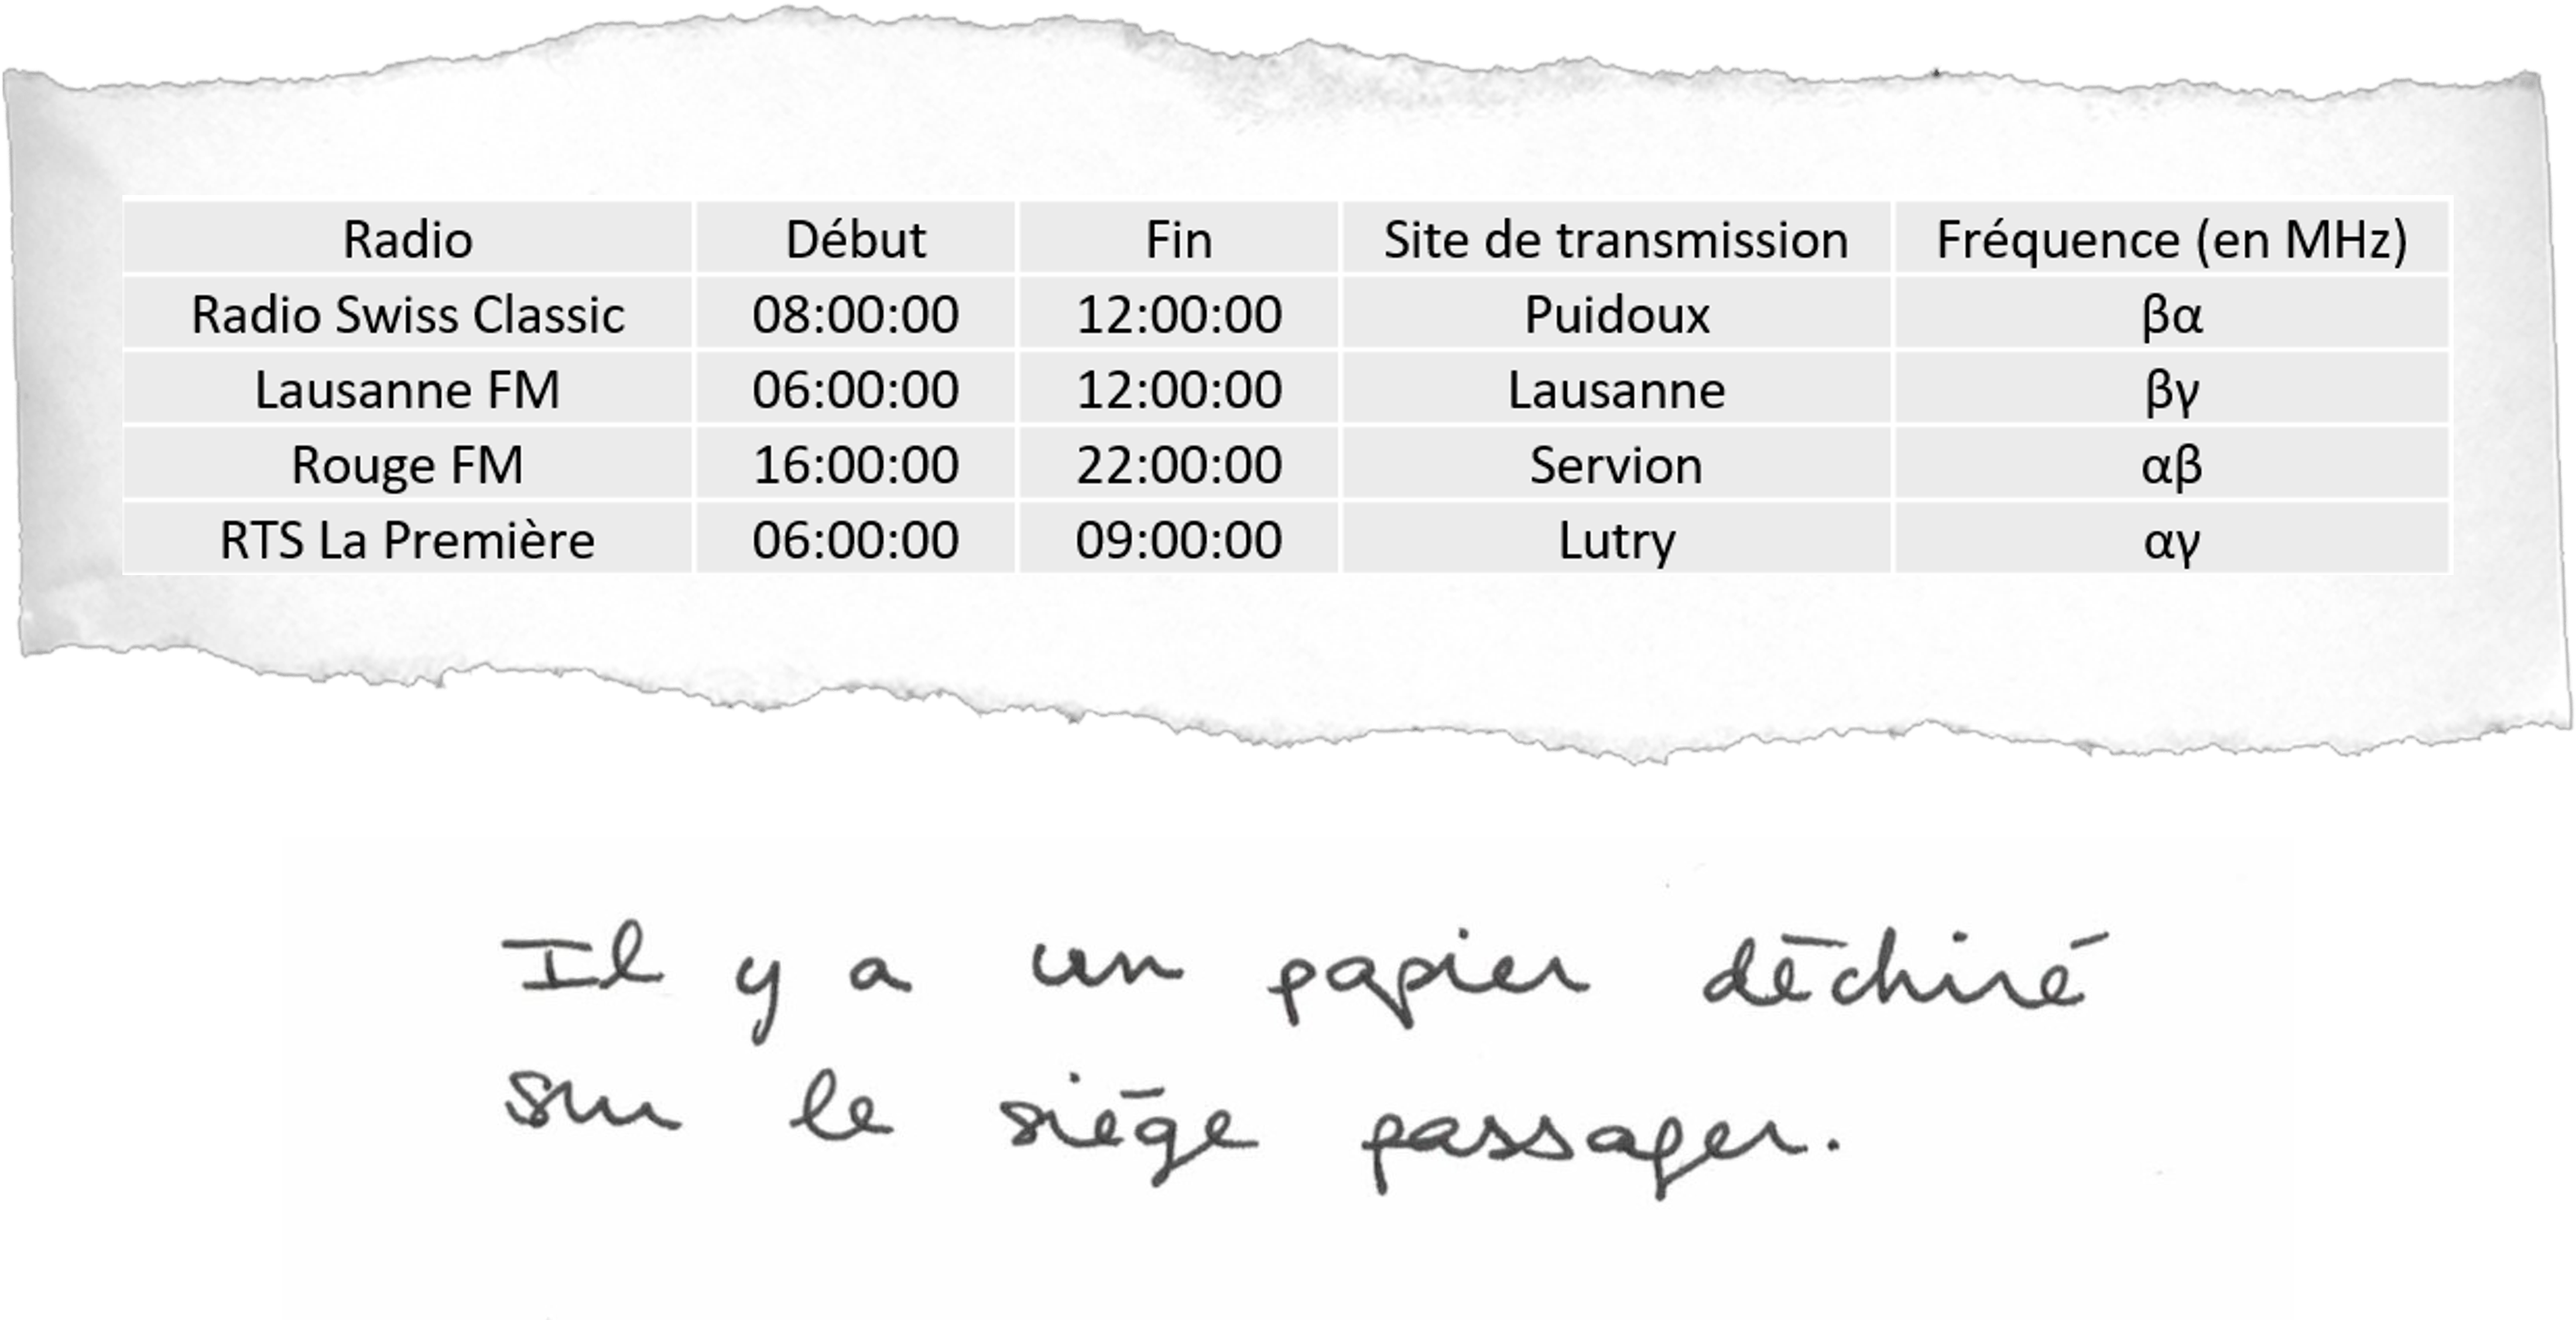 Radio Début Fin Site de transmission Fréquence (en MHz)
Radio Swiss Classic 08:00:00 12:00:00 Puidoux βα
Lausanne FM 06:00:00 12:00:00 Lausanne βγ
Rouge FM 16:00:00 22:00:00 Servion αβ
RTS La Première 06:00:00 09:00:00 Lutry αγ
Il y a un papier déchiré
sur le siège passager.